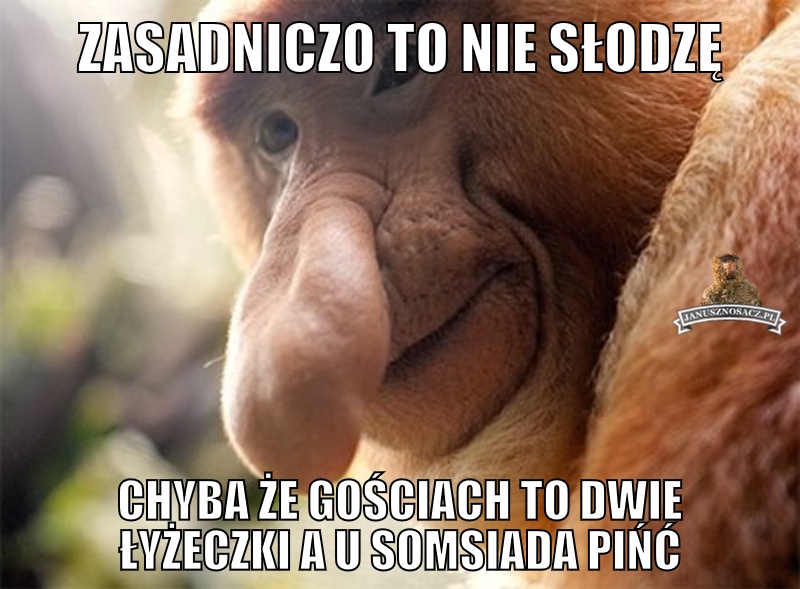 ZASADNICZO TO NIE SŁODZĘ
JANUSZNOSACZ.PL
CHYBA ŻE GOŚCIACH TO DWIE
ŁYŻECZKI A U SOMSIADA PIŃĆ